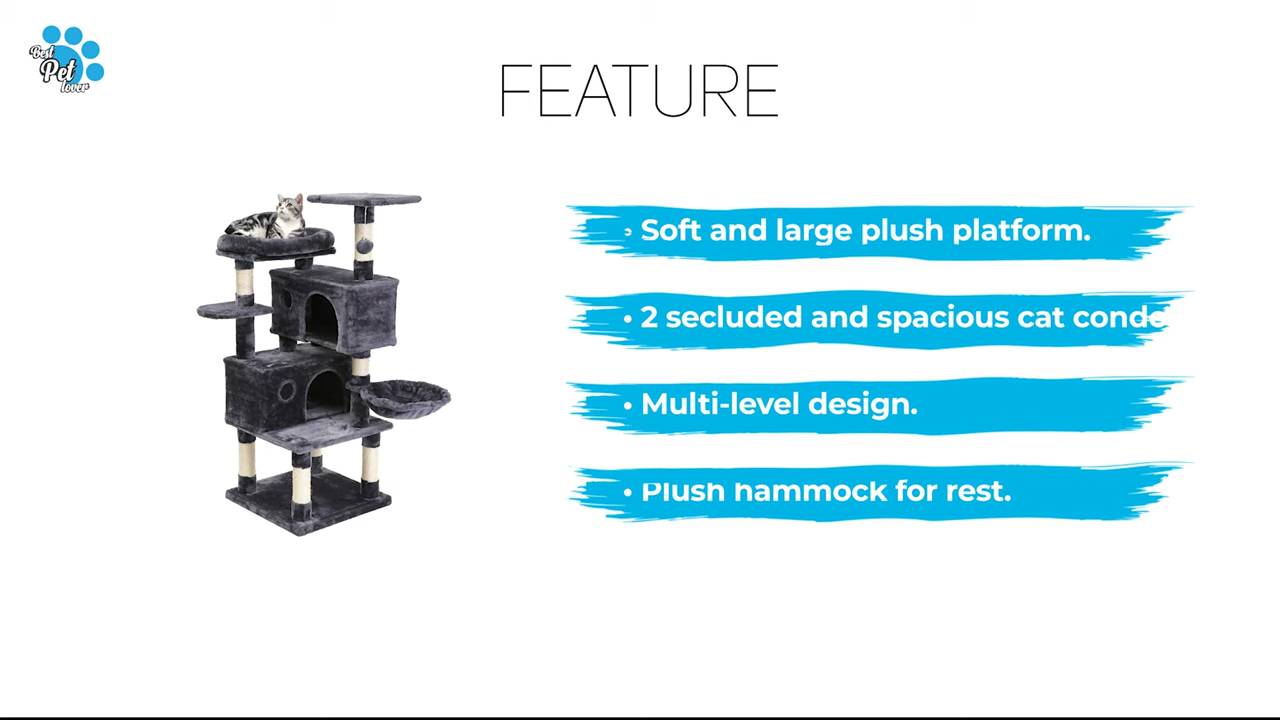 Best
Pet
lover
FEATURE
• Soft and large plush platform.
• 2 secluded and spacious cat
• Multi-level design.
• Plush hammock for rest.